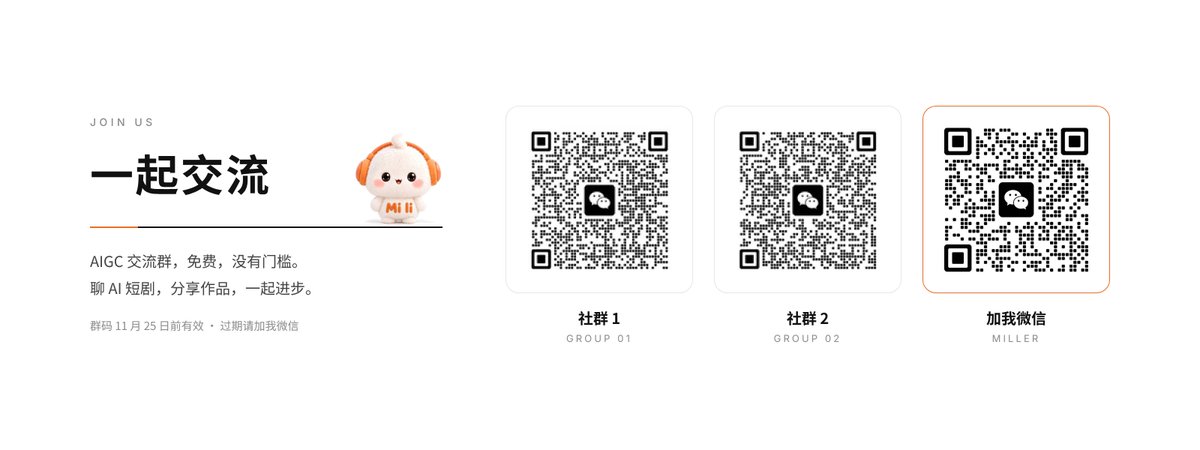 JOIN US
一起交流
Mi li
AIGC 交流群，免费，没有门槛。
聊 AI 短剧，分享作品，一起进步。
群码 11 月 25 日前有效 · 过期请加我微信
社群 1
GROUP 01
社群 2
GROUP 02
加我微信
MILLER